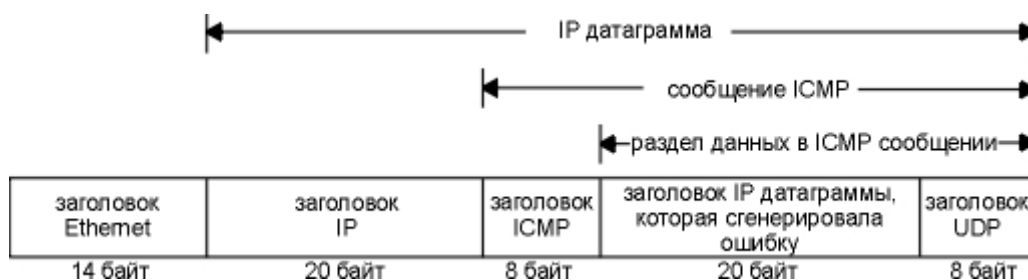 IP датаграмма
сообщение ICMP
раздел данных в ICMP сообщении
заголовок Ethernet
заголовок IP
заголовок ICMP
заголовок IP датаграммы, которая сгенерировала ошибку
заголовок UDP
14 байт
20 байт
8 байт
20 байт
8 байт